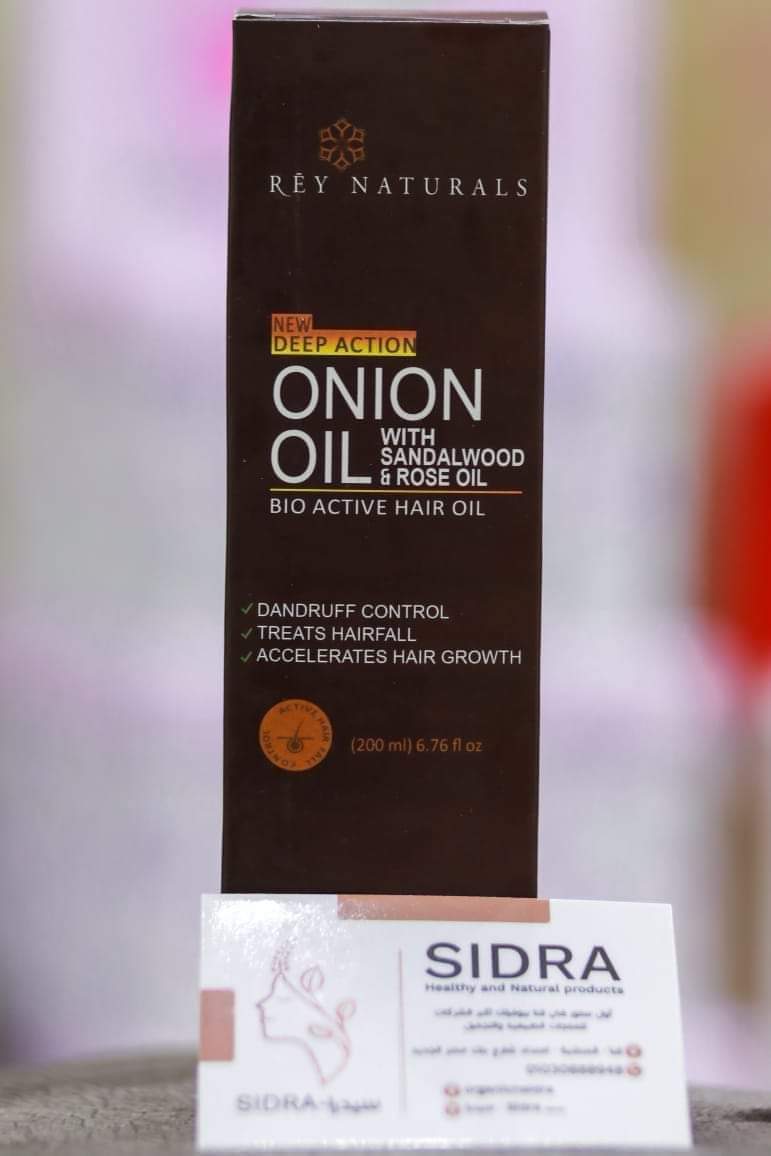 RĒY NATURALS
NEW
DEEP ACTION
ONION
OIL WITH
SANDALWOOD
& ROSE OIL
BIO ACTIVE HAIR OIL
✓ DANDRUFF CONTROL
✓ TREATS HAIRFALL
✓ ACCELERATES HAIR GROWTH
ACTIVE HAIR FALL CONTROL
(200 ml) 6.76 fl oz
SIDRA
Healthy and Natural products
SIDRA-سيدرا